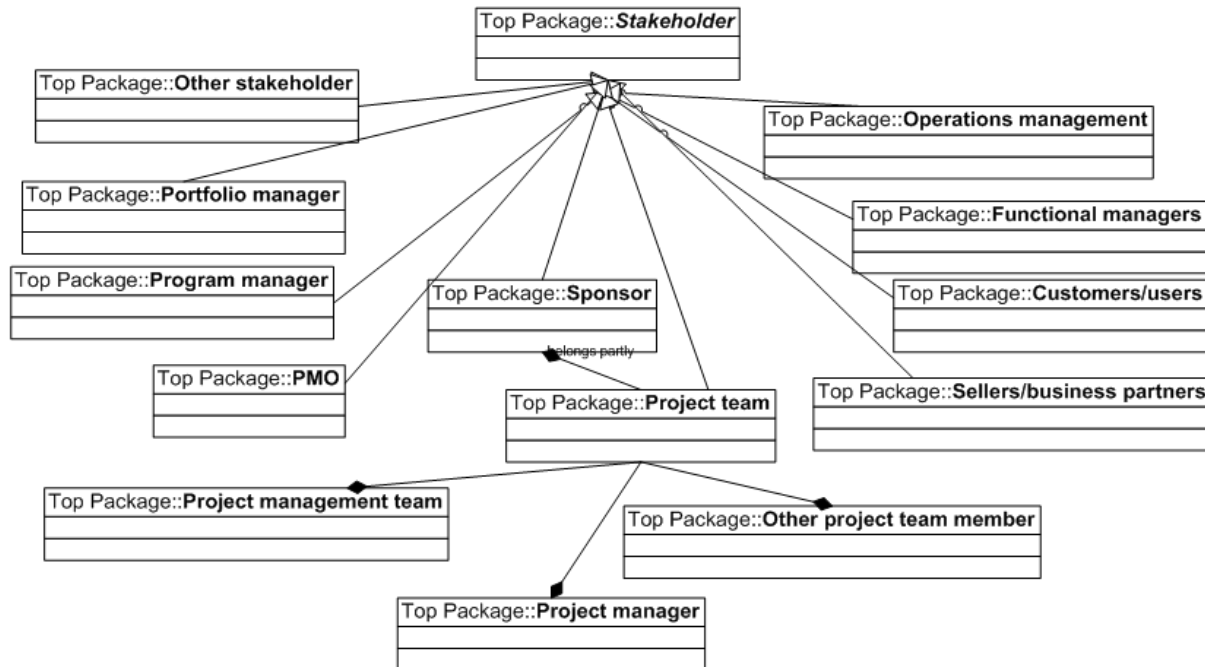 Top Package::Stakeholder
Top Package::Other stakeholder
Top Package::Operations management
Top Package::Portfolio manager
Top Package::Functional managers
Top Package::Program manager
Top Package::Sponsor
Top Package::Customers/users
belongs partly
Top Package::PMO
Top Package::Sellers/business partners
Top Package::Project team
Top Package::Project management team
Top Package::Other project team member
Top Package::Project manager